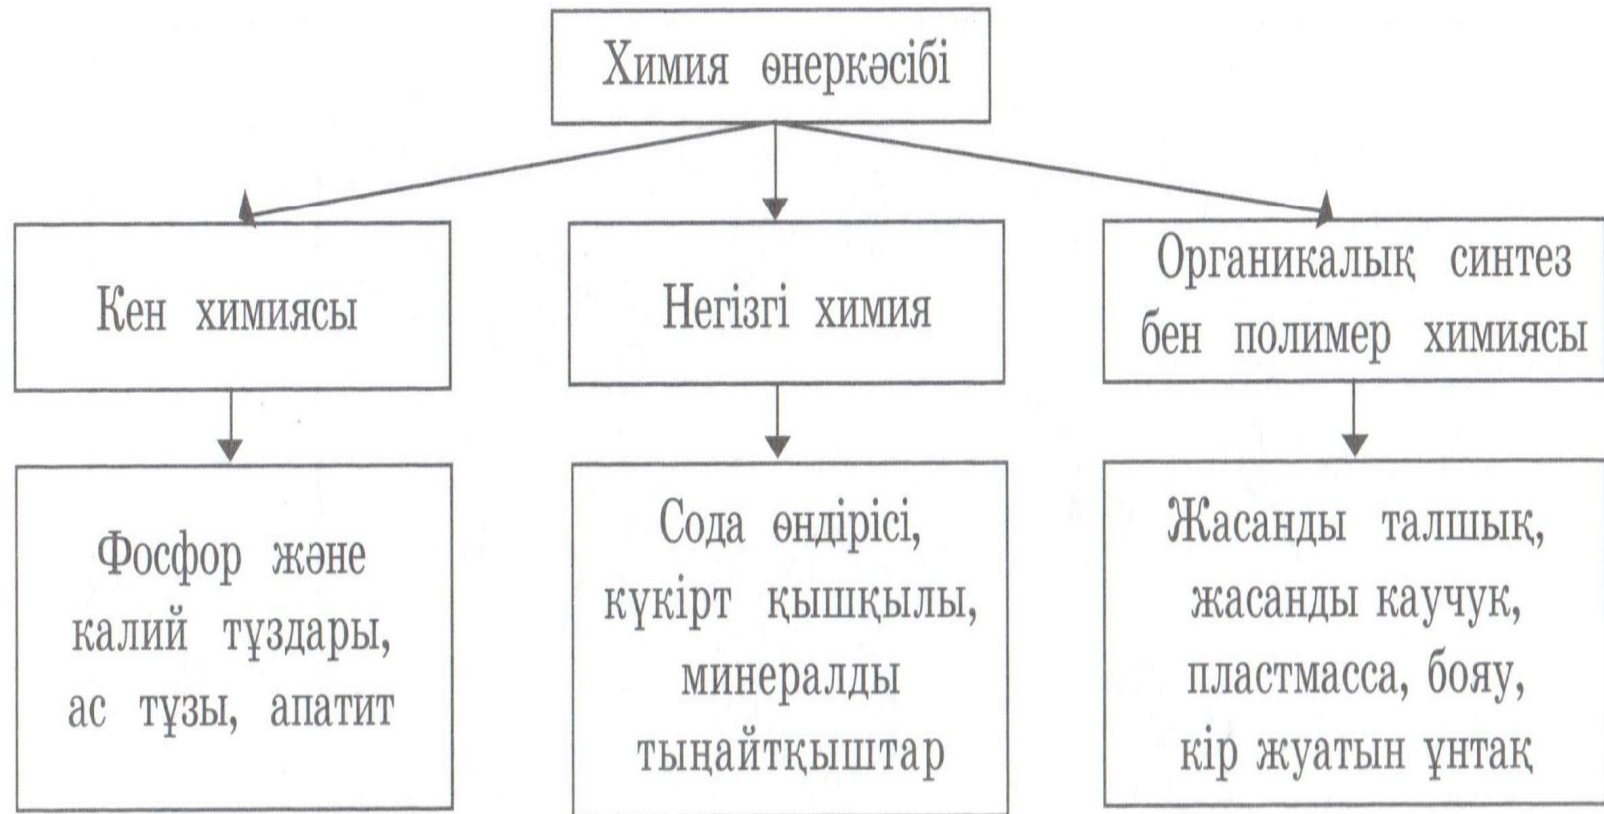 Химия өнеркәсібі
Кен химиясы
Негізгі химия
Органикалық синтез
бен полимер химиясы
Фосфор және
калий тұздары,
ас тұзы, апатит
Сода өндірісі,
күкірт қышқылы,
минералды
тыңайтқыштар
Жасанды талшық,
жасанды каучук,
пластмасса, бояу,
кір жуатын ұнтақ